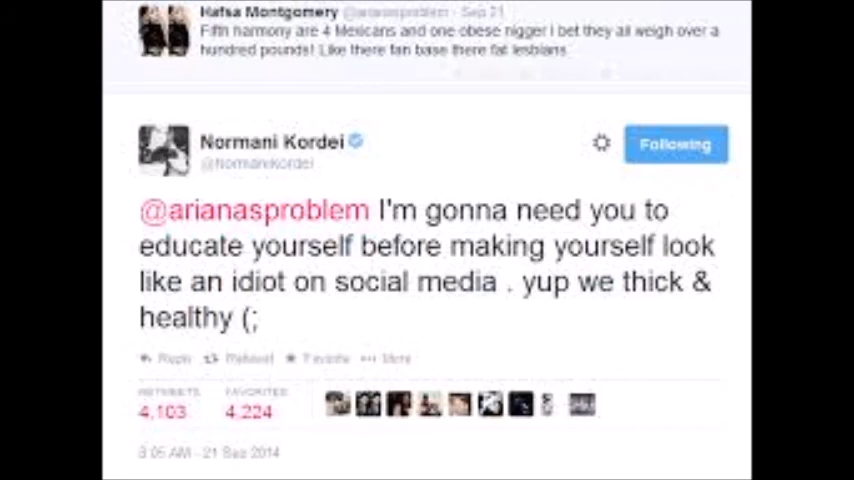 Hafsa Montgomery @arianasproblem · Sep 21
Fifth harmony are 4 Mexicans and one obese nigger I bet they all weigh over a
hundred pounds! Like there fan base there fat lesbians
Normani Kordei
@NormaniKordei
Following
@arianasproblem I'm gonna need you to
educate yourself before making yourself look
like an idiot on social media . yup we thick &
healthy (;
Reply Retweet Favorite More
RETWEETS FAVORITES
4,103 4,224
8:05 AM - 21 Sep 2014